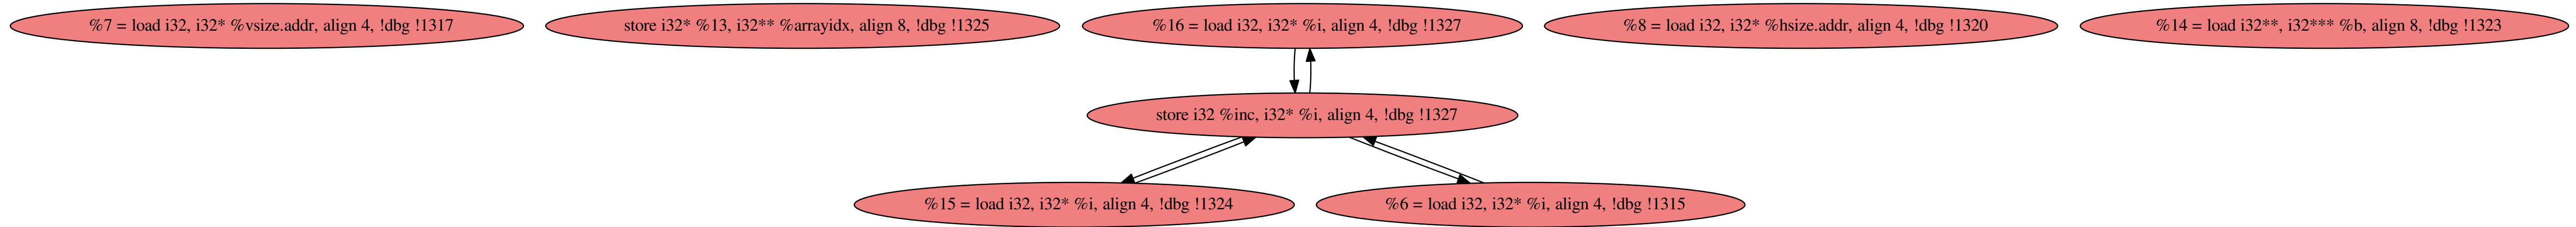 %7 = load i32, i32* %vsize.addr, align 4, !dbg !1317
store i32* %13, i32** %arrayidx, align 8, !dbg !1325
%16 = load i32, i32* %i, align 4, !dbg !1327
%8 = load i32, i32* %hsize.addr, align 4, !dbg !1320
%14 = load i32**, i32*** %b, align 8, !dbg !1323
store i32 %inc, i32* %i, align 4, !dbg !1327
%15 = load i32, i32* %i, align 4, !dbg !1324
%6 = load i32, i32* %i, align 4, !dbg !1315